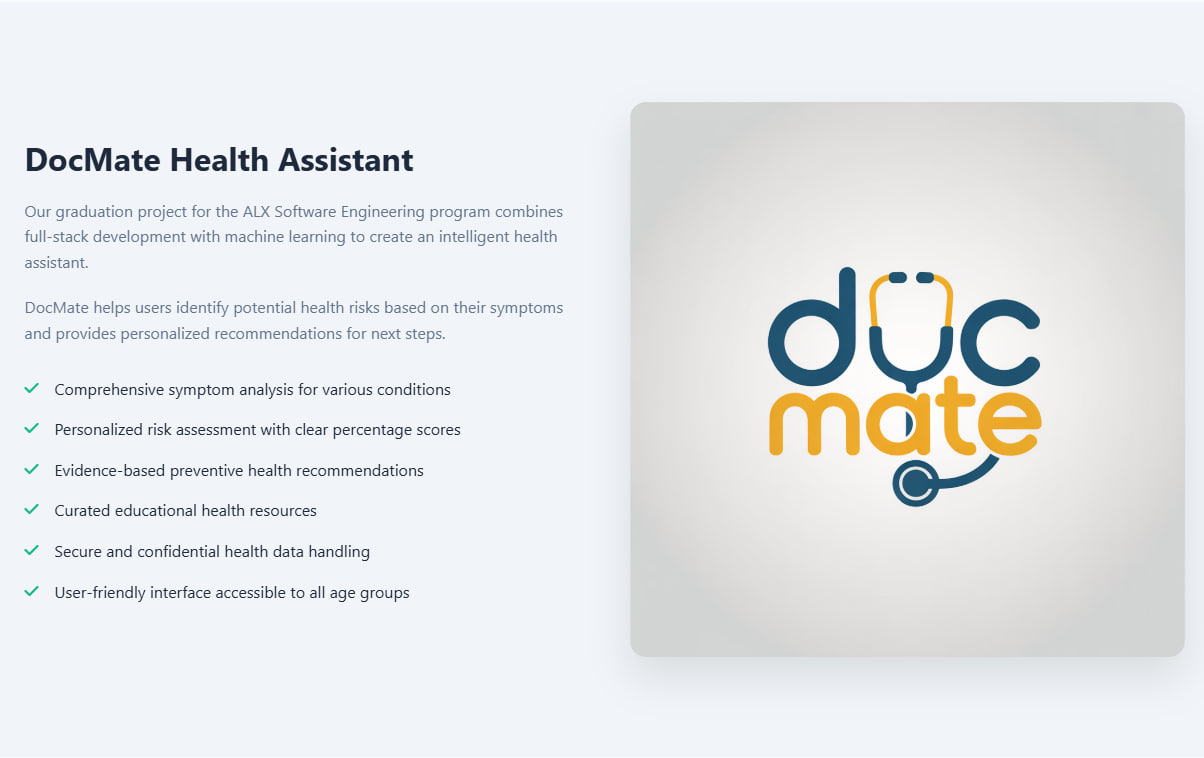 DocMate Health Assistant
Our graduation project for the ALX Software Engineering program combines
full-stack development with machine learning to create an intelligent health
assistant.
DocMate helps users identify potential health risks based on their symptoms
and provides personalized recommendations for next steps.
Comprehensive symptom analysis for various conditions
Personalized risk assessment with clear percentage scores
Evidence-based preventive health recommendations
Curated educational health resources
Secure and confidential health data handling
User-friendly interface accessible to all age groups
doc
mate